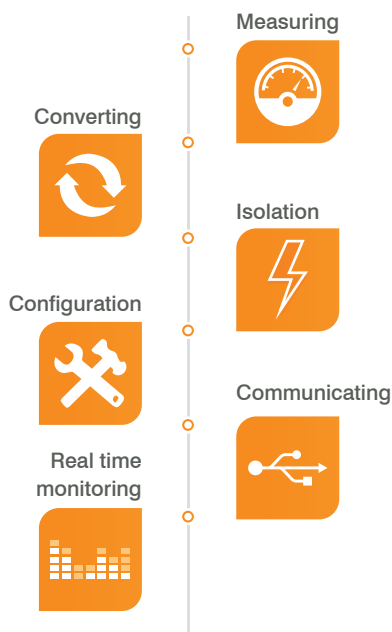 Measuring
Converting
Isolation
Configuration
Communicating
Real time
monitoring